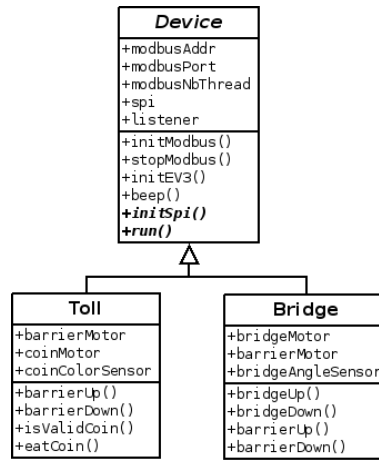 Device
+modbusAddr
+modbusPort
+modbusNbThread
+spi
+listener
+initModbus()
+stopModbus()
+initEV3()
+beep()
+initSpi()
+run()
Toll
+barrierMotor
+coinMotor
+coinColorSensor
+barrierUp()
+barrierDown()
+isValidCoin()
+eatCoin()
Bridge
+bridgeMotor
+barrierMotor
+bridgeAngleSensor
+bridgeUp()
+bridgeDown()
+barrierUp()
+barrierDown()